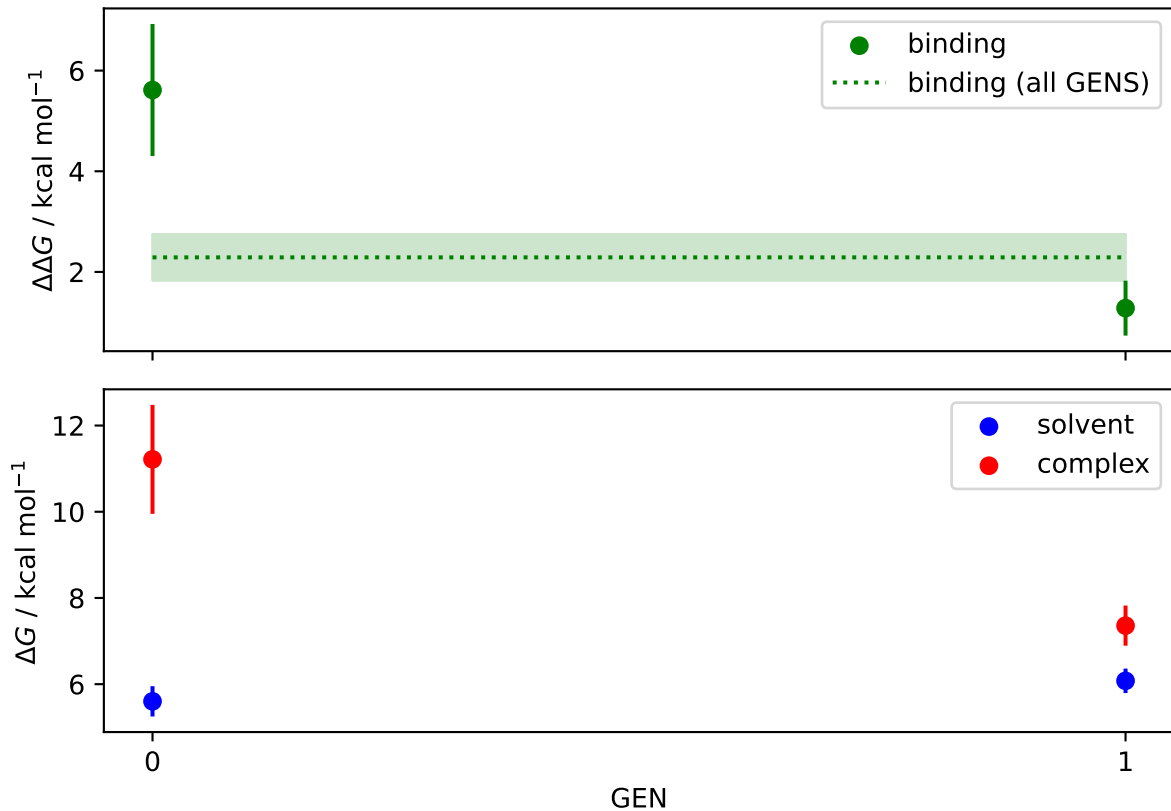 ΔΔG / kcal mol⁻¹
6
4
2
binding
binding (all GENS)
ΔG / kcal mol⁻¹
12
10
8
6
solvent
complex
0
1
GEN